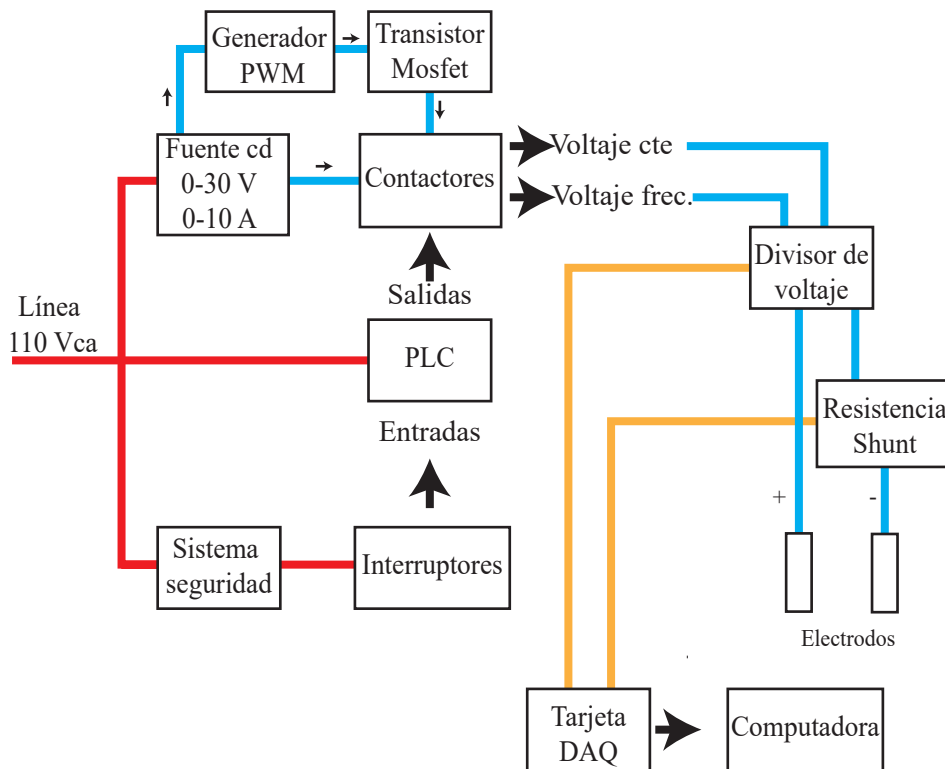 Generador
PWM
Transistor
Mosfet
Fuente cd
0-30 V
0-10 A
Contactores
Voltaje cte
Voltaje frec.
Divisor de
voltaje
Salidas
Línea
110 Vca
PLC
Entradas
Resistencia
Shunt
+
-
Sistema
seguridad
Interruptores
Electrodos
Tarjeta
DAQ
Computadora